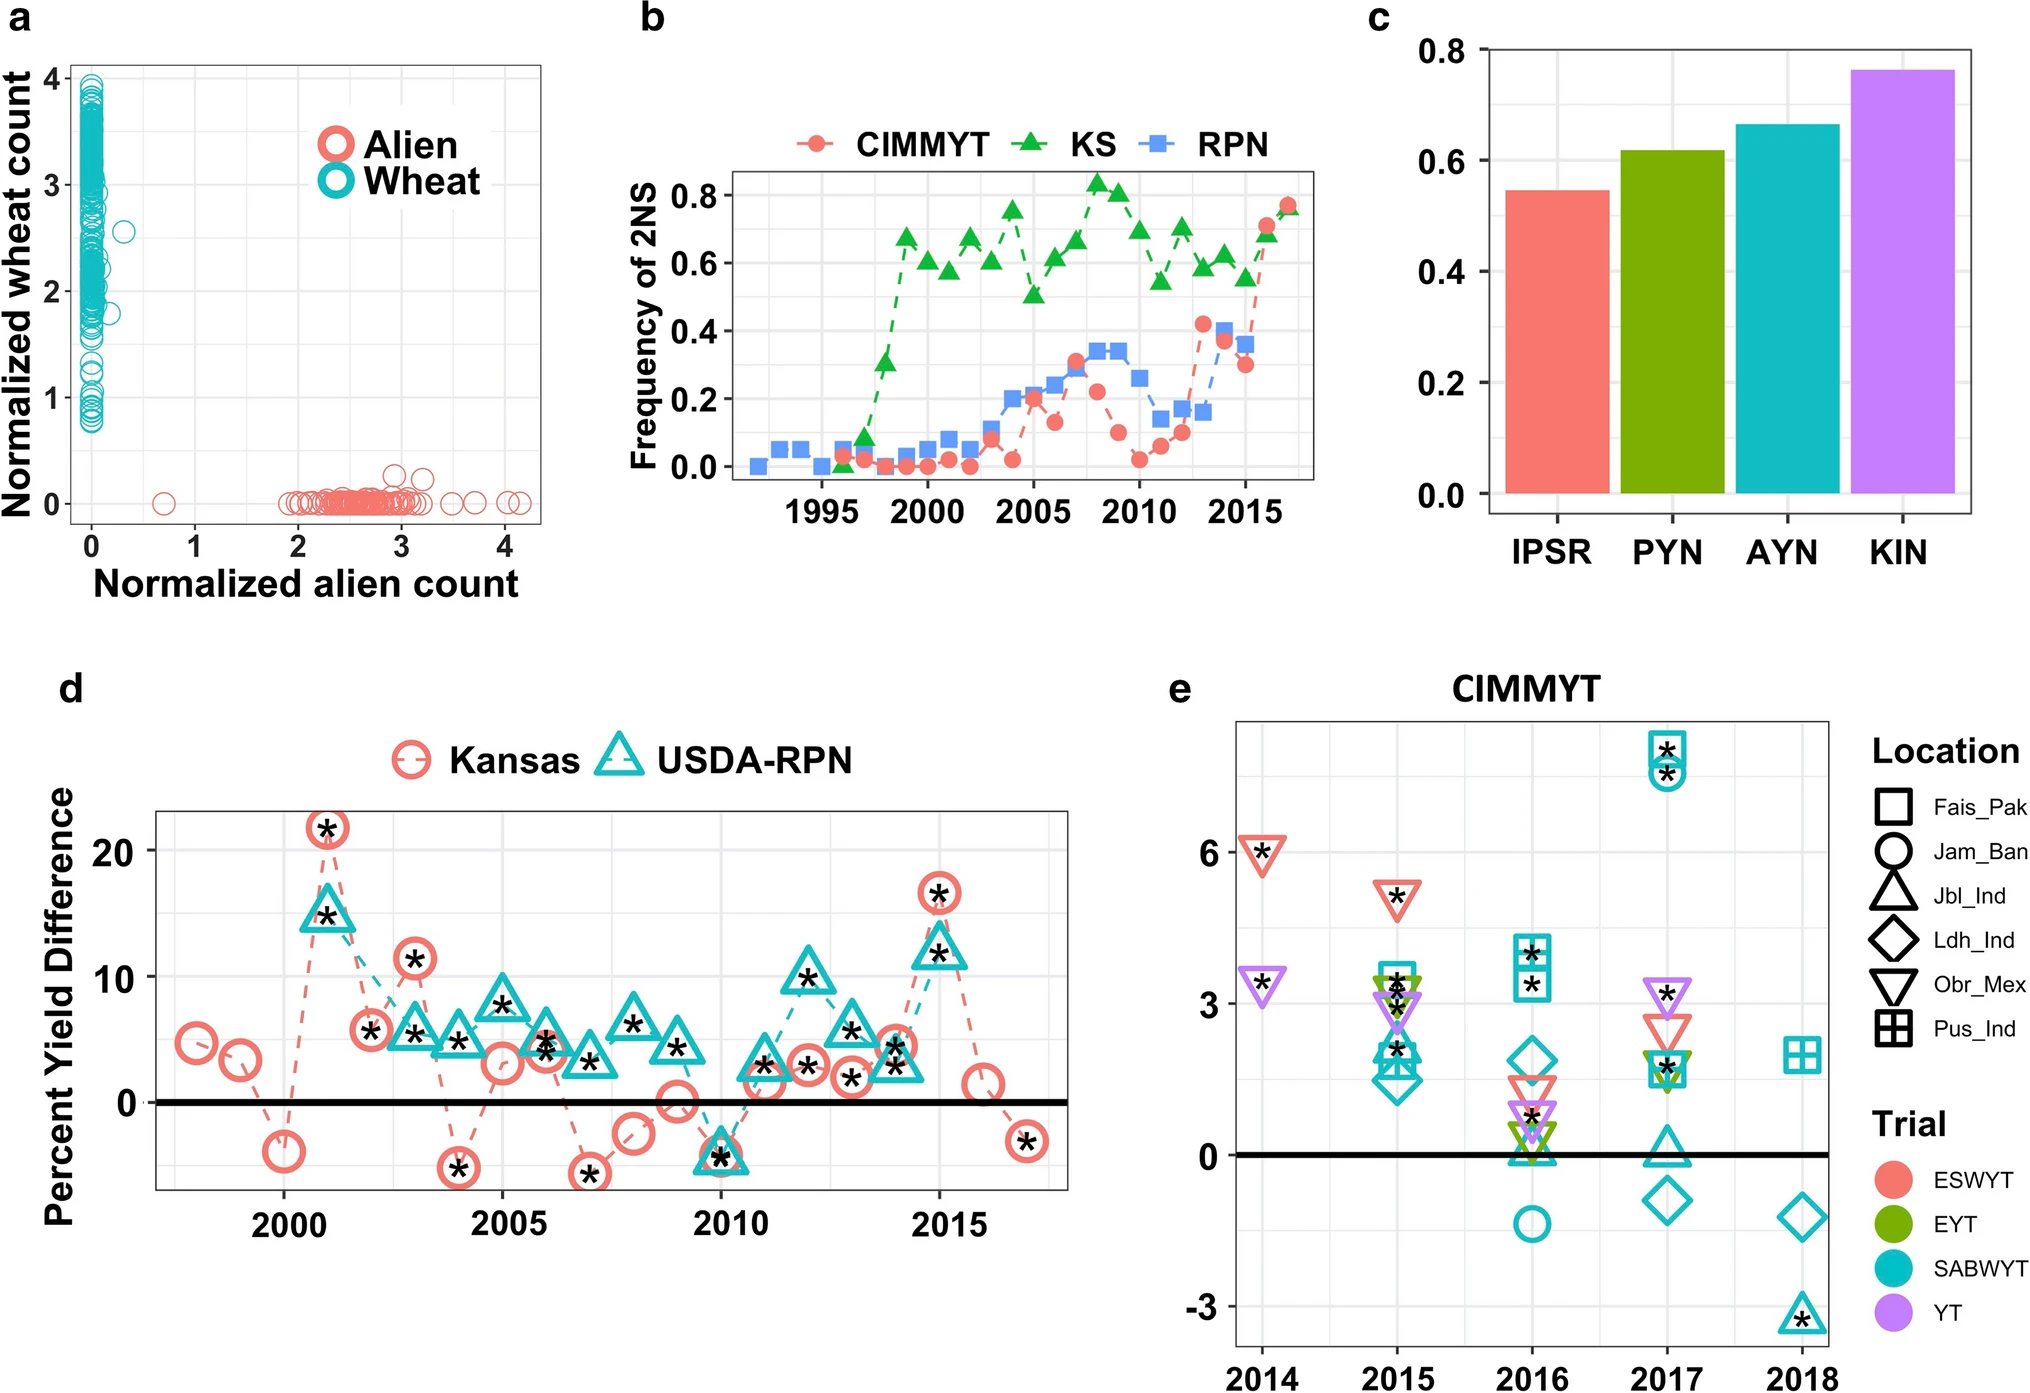 a
Normalized wheat count
4
3
2
1
0
Alien
Wheat
0 1 2 3 4
Normalized alien count
b
CIMMYT KS RPN
Frequency of 2NS
0.8
0.6
0.4
0.2
0.0
1995 2000 2005 2010 2015
c
0.8
0.6
0.4
0.2
0.0
IPSR PYN AYN KIN
d
Kansas USDA-RPN
Percent Yield Difference
20
10
0
2000 2005 2010 2015
e
CIMMYT
6
3
0
-3
2014 2015 2016 2017 2018
Location
Fais_Pak
Jam_Ban
Jbl_Ind
Ldh_Ind
Obr_Mex
Pus_Ind
Trial
ESWYT
EYT
SABWYT
YT